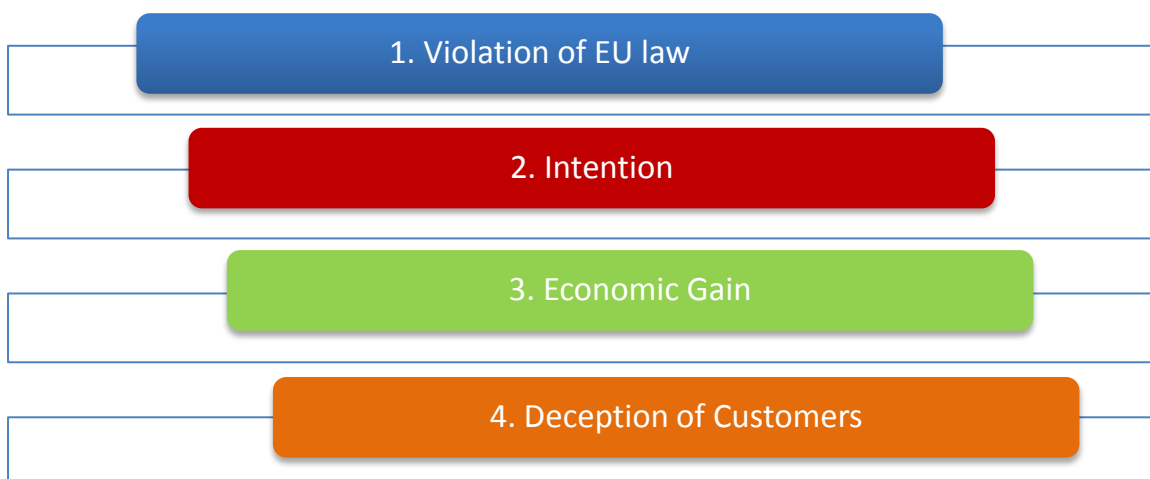 1. Violation of EU law
2. Intention
3. Economic Gain
4. Deception of Customers